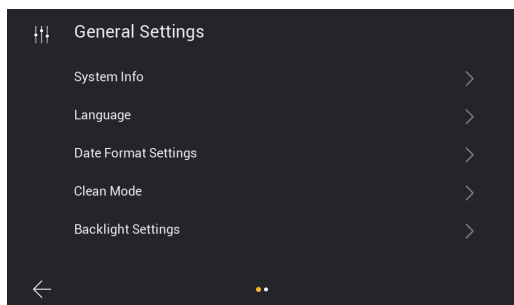 General Settings
System Info
Language
Date Format Settings
Clean Mode
Backlight Settings